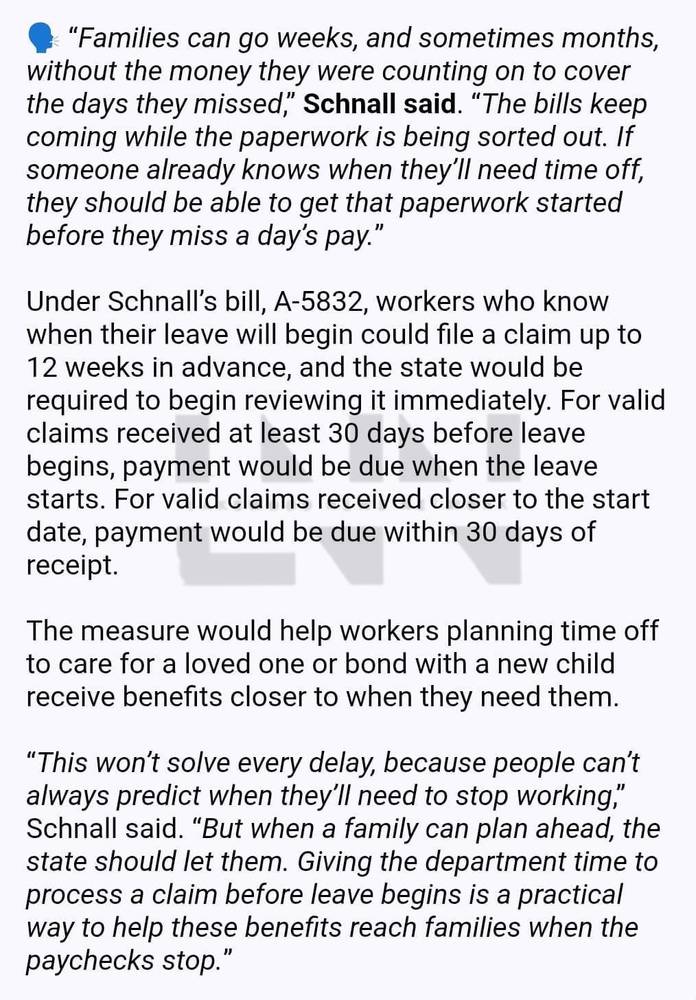 “Families can go weeks, and sometimes months,
without the money they were counting on to cover
the days they missed,” Schnall said. “The bills keep
coming while the paperwork is being sorted out. If
someone already knows when they’ll need time off,
they should be able to get that paperwork started
before they miss a day’s pay.”
Under Schnall’s bill, A-5832, workers who know
when their leave will begin could file a claim up to
12 weeks in advance, and the state would be
required to begin reviewing it immediately. For valid
claims received at least 30 days before leave
begins, payment would be due when the leave
starts. For valid claims received closer to the start
date, payment would be due within 30 days of
receipt.
The measure would help workers planning time off
to care for a loved one or bond with a new child
receive benefits closer to when they need them.
“This won’t solve every delay, because people can’t
always predict when they’ll need to stop working,”
Schnall said. “But when a family can plan ahead, the
state should let them. Giving the department time to
process a claim before leave begins is a practical
way to help these benefits reach families when the
paychecks stop.”